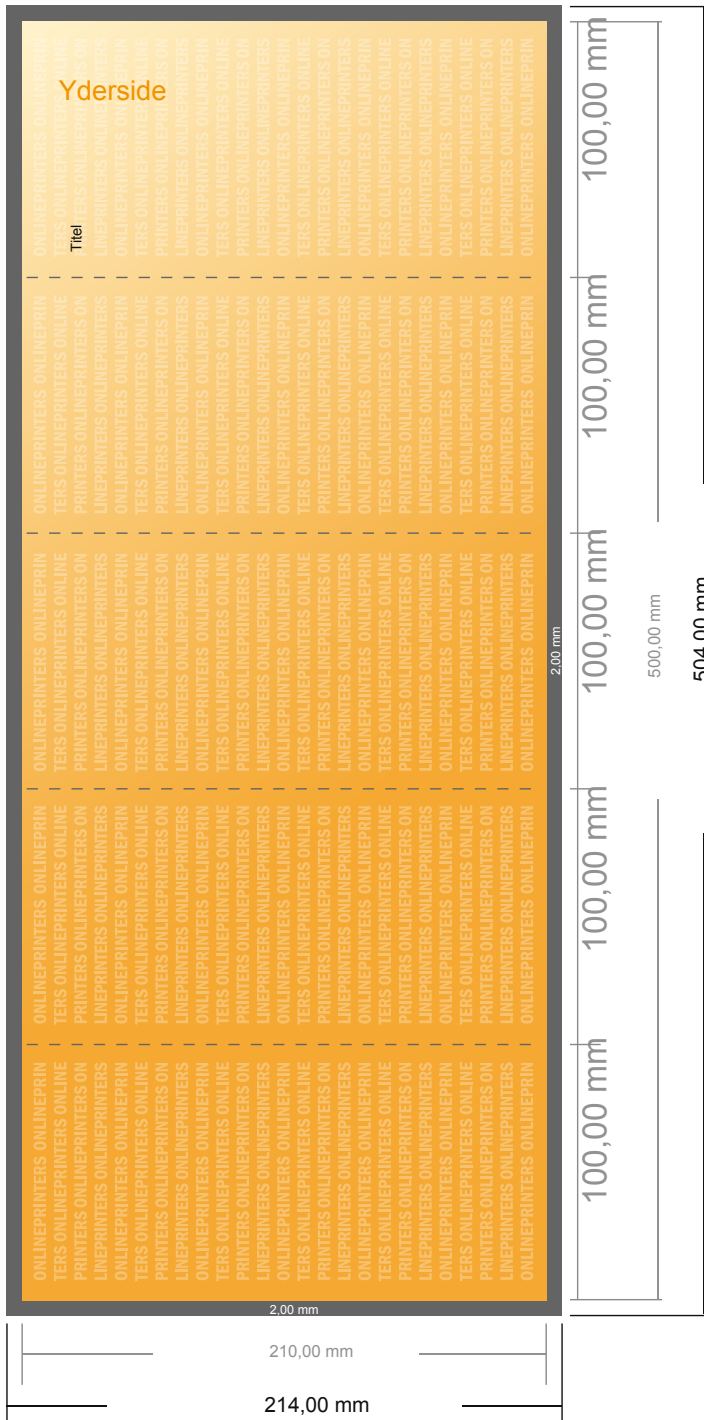 Yderside
Titel
ONLINEPRINTERS ONLINEPRIN
TERS ONLINEPRINTERS ONLINE
PRINTERS ONLINEPRINTERS ON
LINEPRINTERS ONLINEPRINTERS
100,00 mm
100,00 mm
100,00 mm
100,00 mm
100,00 mm
2,00 mm
500,00 mm
504,00 mm
2,00 mm
210,00 mm
214,00 mm